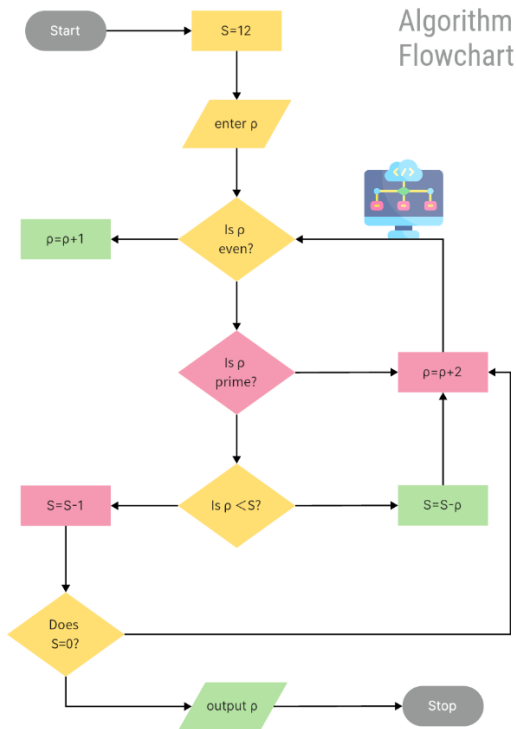 Algorithm
Flowchart
Start
S=12
enter ρ
Is ρ
even?
ρ=ρ+1
</>
Is ρ
prime?
ρ=ρ+2
S=S-1
Is ρ <S?
S=S-ρ
Does
S=0?
output ρ
Stop